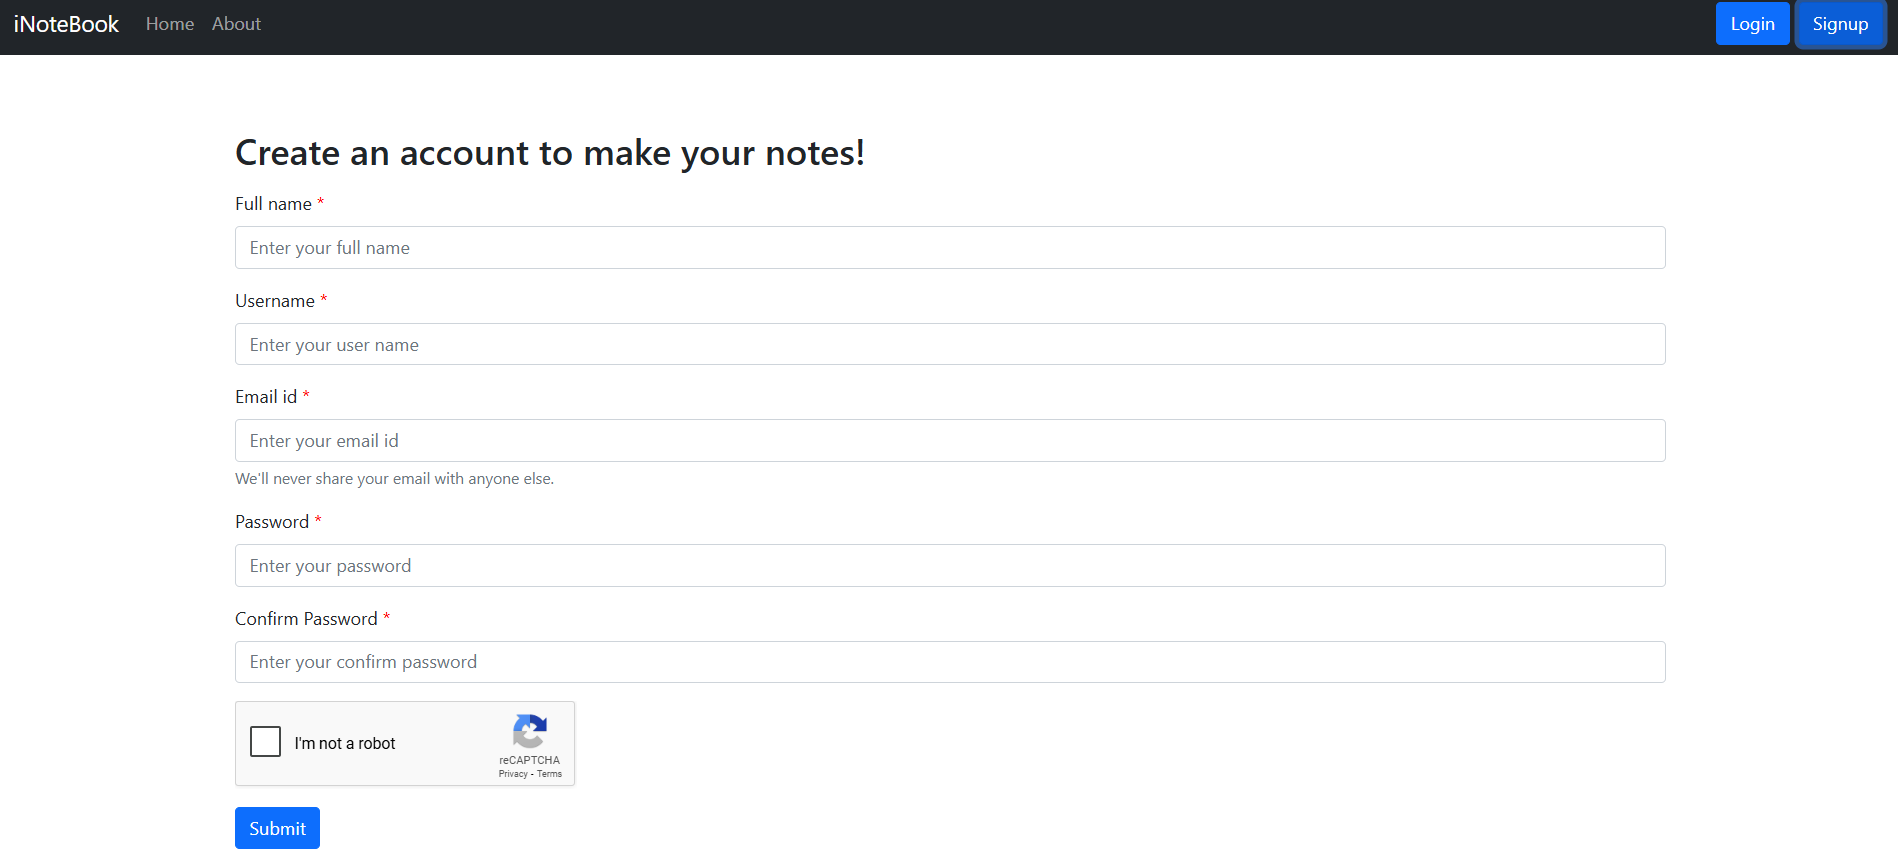 iNoteBook Home About Login Signup
Create an account to make your notes!
Full name *
Enter your full name
Username *
Enter your user name
Email id *
Enter your email id
We'll never share your email with anyone else.
Password *
Enter your password
Confirm Password *
Enter your confirm password
I'm not a robot
reCAPTCHA
Privacy - Terms
Submit